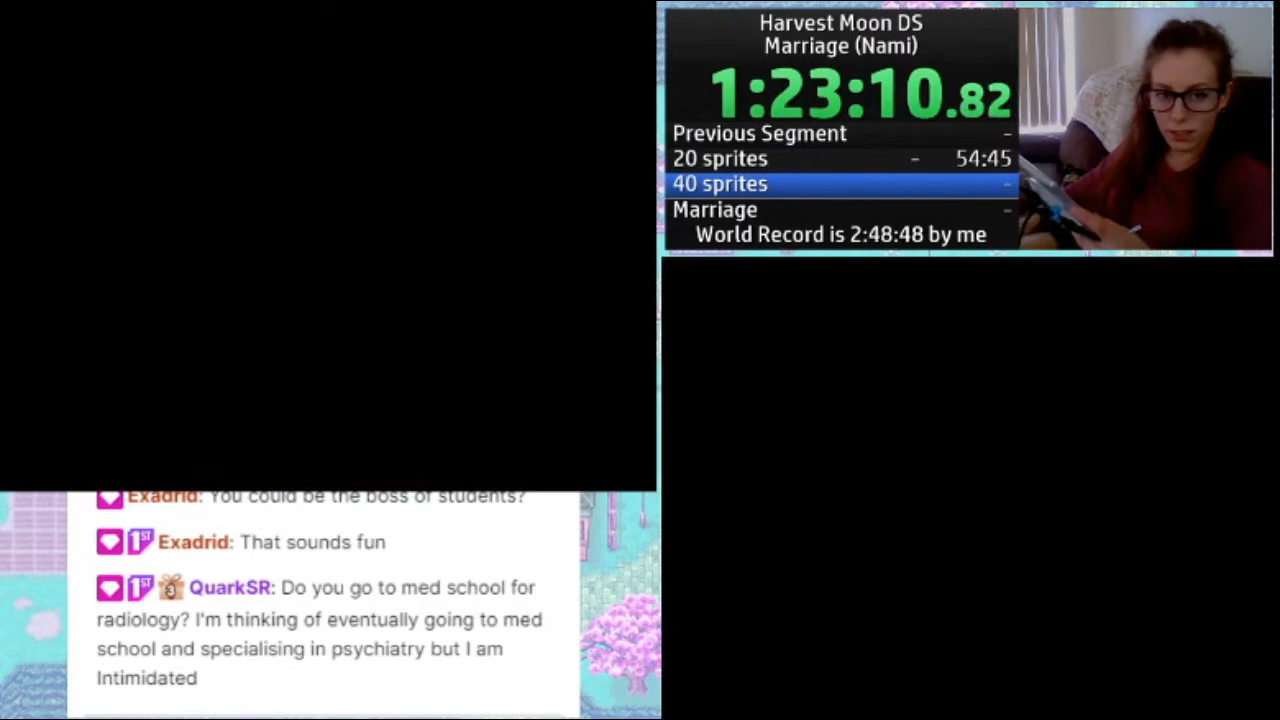 Harvest Moon DS
Marriage (Nami)
1:23:10.82
Previous Segment -
20 sprites - 54:45
40 sprites -
Marriage -
World Record is 2:48:48 by me
Exadrid: You could be the boss of students?
1ST Exadrid: That sounds fun
1ST 3 QuarkSR: Do you go to med school for
radiology? I'm thinking of eventually going to med
school and specialising in psychiatry but I am
Intimidated